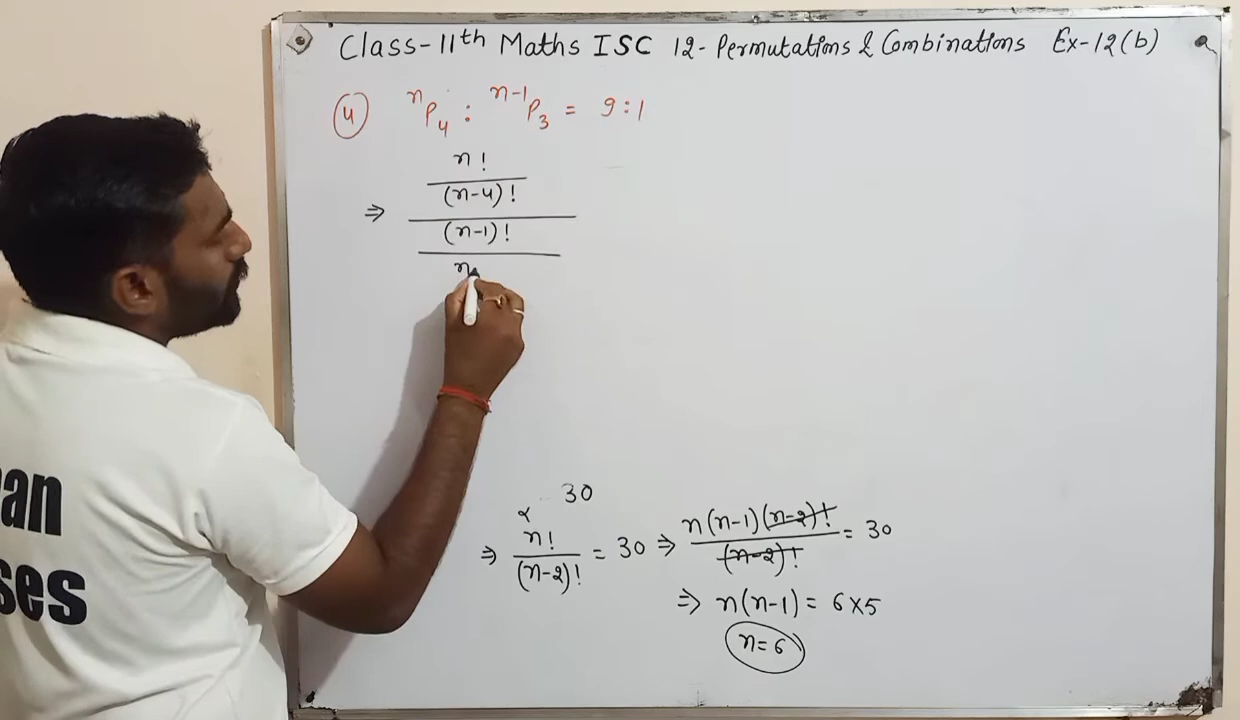 Class-11th Maths ISC 12- Permutations & Combinations Ex-12(b)
(4) ⁿP₄ : ⁿ⁻¹P₃ = 9:1
n!
⇒ (n-4)!
(n-1)!
n
30
⇒ n!/(n-2)! = 30 ⇒ n(n-1)(n-2)!/(n-2)! = 30
⇒ n(n-1) = 6×5
n=6
an
ses